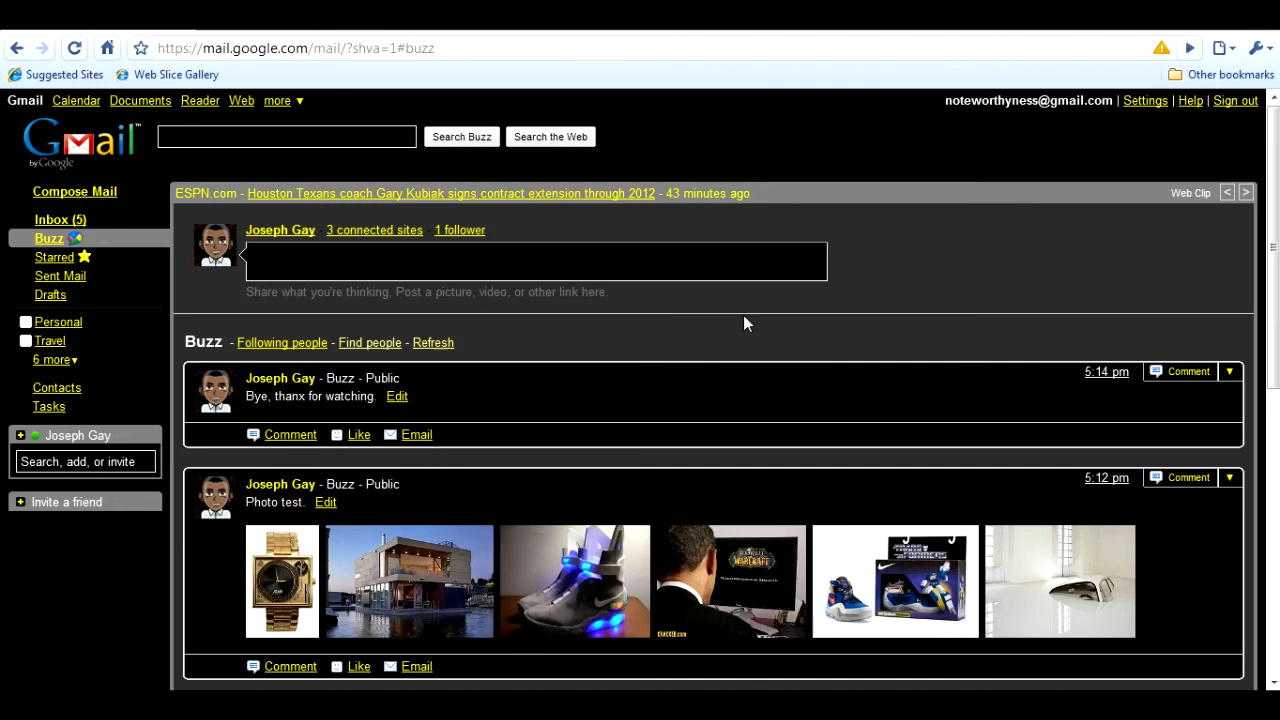 https://mail.google.com/mail/?shva=1#buzz
Suggested Sites Web Slice Gallery Other bookmarks
Gmail Calendar Documents Reader Web more ▼ noteworthyness@gmail.com | Settings | Help | Sign out
Gmail™
by Google
Search Buzz Search the Web
Compose Mail
ESPN.com - Houston Texans coach Gary Kubiak signs contract extension through 2012 - 43 minutes ago Web Clip < >
Inbox (5)
Buzz
Starred
Sent Mail
Drafts
Personal
Travel
6 more▼
Contacts
Tasks
Joseph Gay
Search, add, or invite
Invite a friend
Joseph Gay - 3 connected sites - 1 follower
Share what you're thinking. Post a picture, video, or other link here.
Buzz - Following people - Find people - Refresh
Joseph Gay - Buzz - Public 5:14 pm Comment ▼
Bye, thanx for watching. Edit
Comment Like Email
Joseph Gay - Buzz - Public 5:12 pm Comment ▼
Photo test. Edit
WORLD WARCRAFT
CRACKED.com
TRANSFORMERS
Comment Like Email